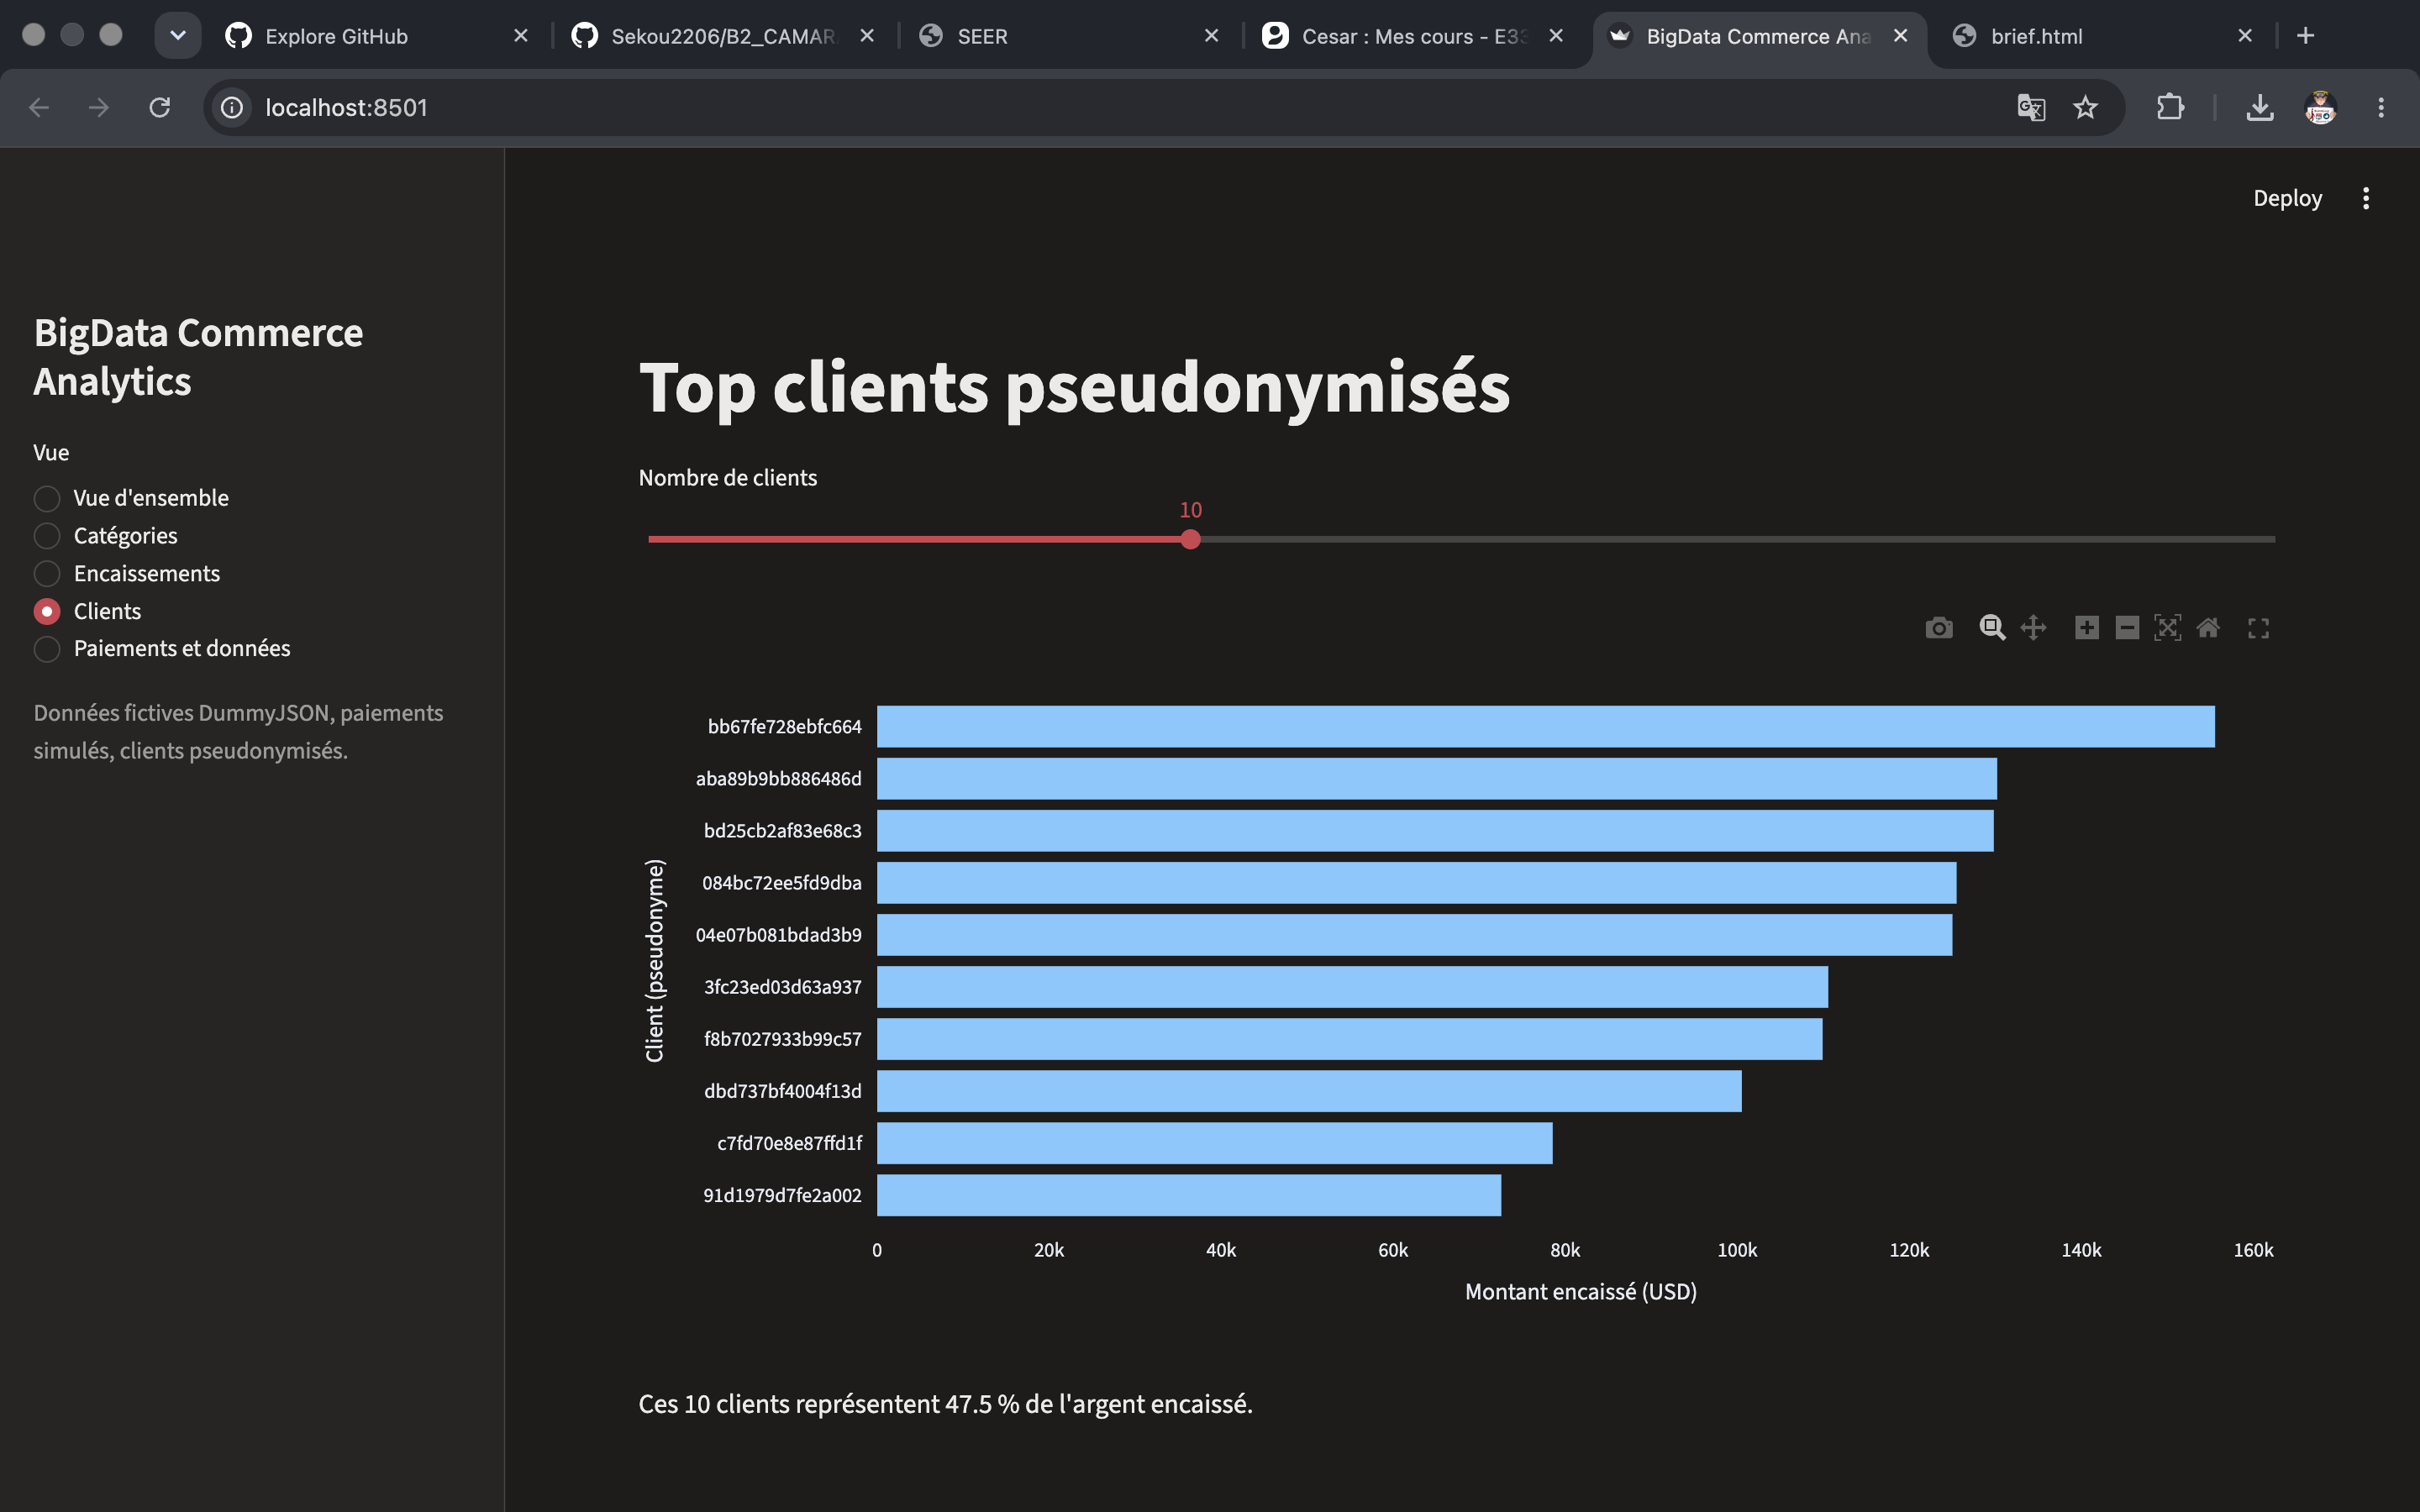 Explore GitHub
Sekou2206/B2_CAMAR
SEER
Cesar : Mes cours - E33
BigData Commerce Ana
brief.html
localhost:8501
Deploy
BigData Commerce
Analytics
Vue
Vue d'ensemble
Catégories
Encaissements
Clients
Paiements et données
Données fictives DummyJSON, paiements
simulés, clients pseudonymisés.
Top clients pseudonymisés
Nombre de clients
10
Client (pseudonyme)
bb67fe728ebfc664
aba89b9bb886486d
bd25cb2af83e68c3
084bc72ee5fd9dba
04e07b081bdad3b9
3fc23ed03d63a937
f8b7027933b99c57
dbd737bf4004f13d
c7fd70e8e87ffd1f
91d1979d7fe2a002
0 20k 40k 60k 80k 100k 120k 140k 160k
Montant encaissé (USD)
Ces 10 clients représentent 47.5 % de l'argent encaissé.